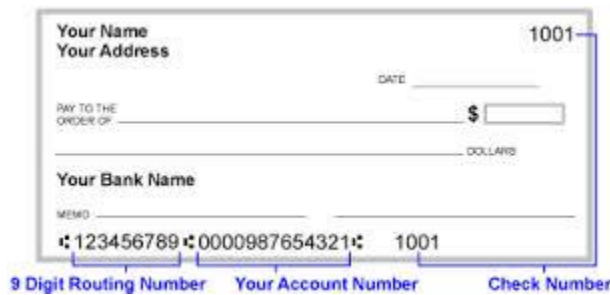 Your Name 1001
Your Address
DATE
PAY TO THE
ORDER OF $
DOLLARS
Your Bank Name
MEMO
⑆123456789⑆0000987654321⑆ 1001
9 Digit Routing Number Your Account Number Check Number